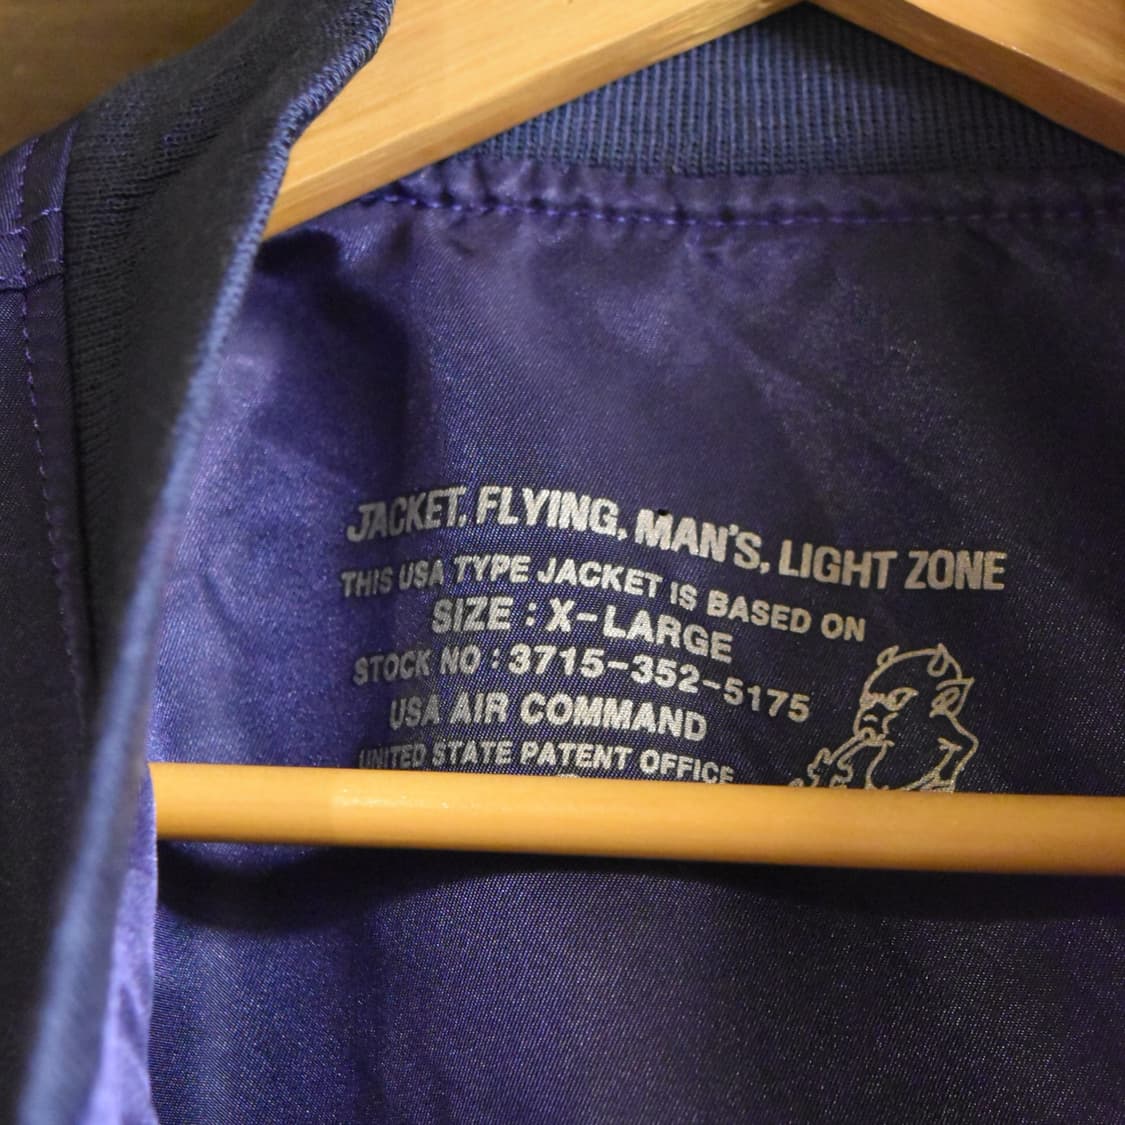 JACKET, FLYING, MAN'S, LIGHT ZONE
THIS USA TYPE JACKET IS BASED ON
SIZE : X-LARGE
STOCK NO : 3715-352-5175
USA AIR COMMAND
UNITED STATE PATENT OFFICE